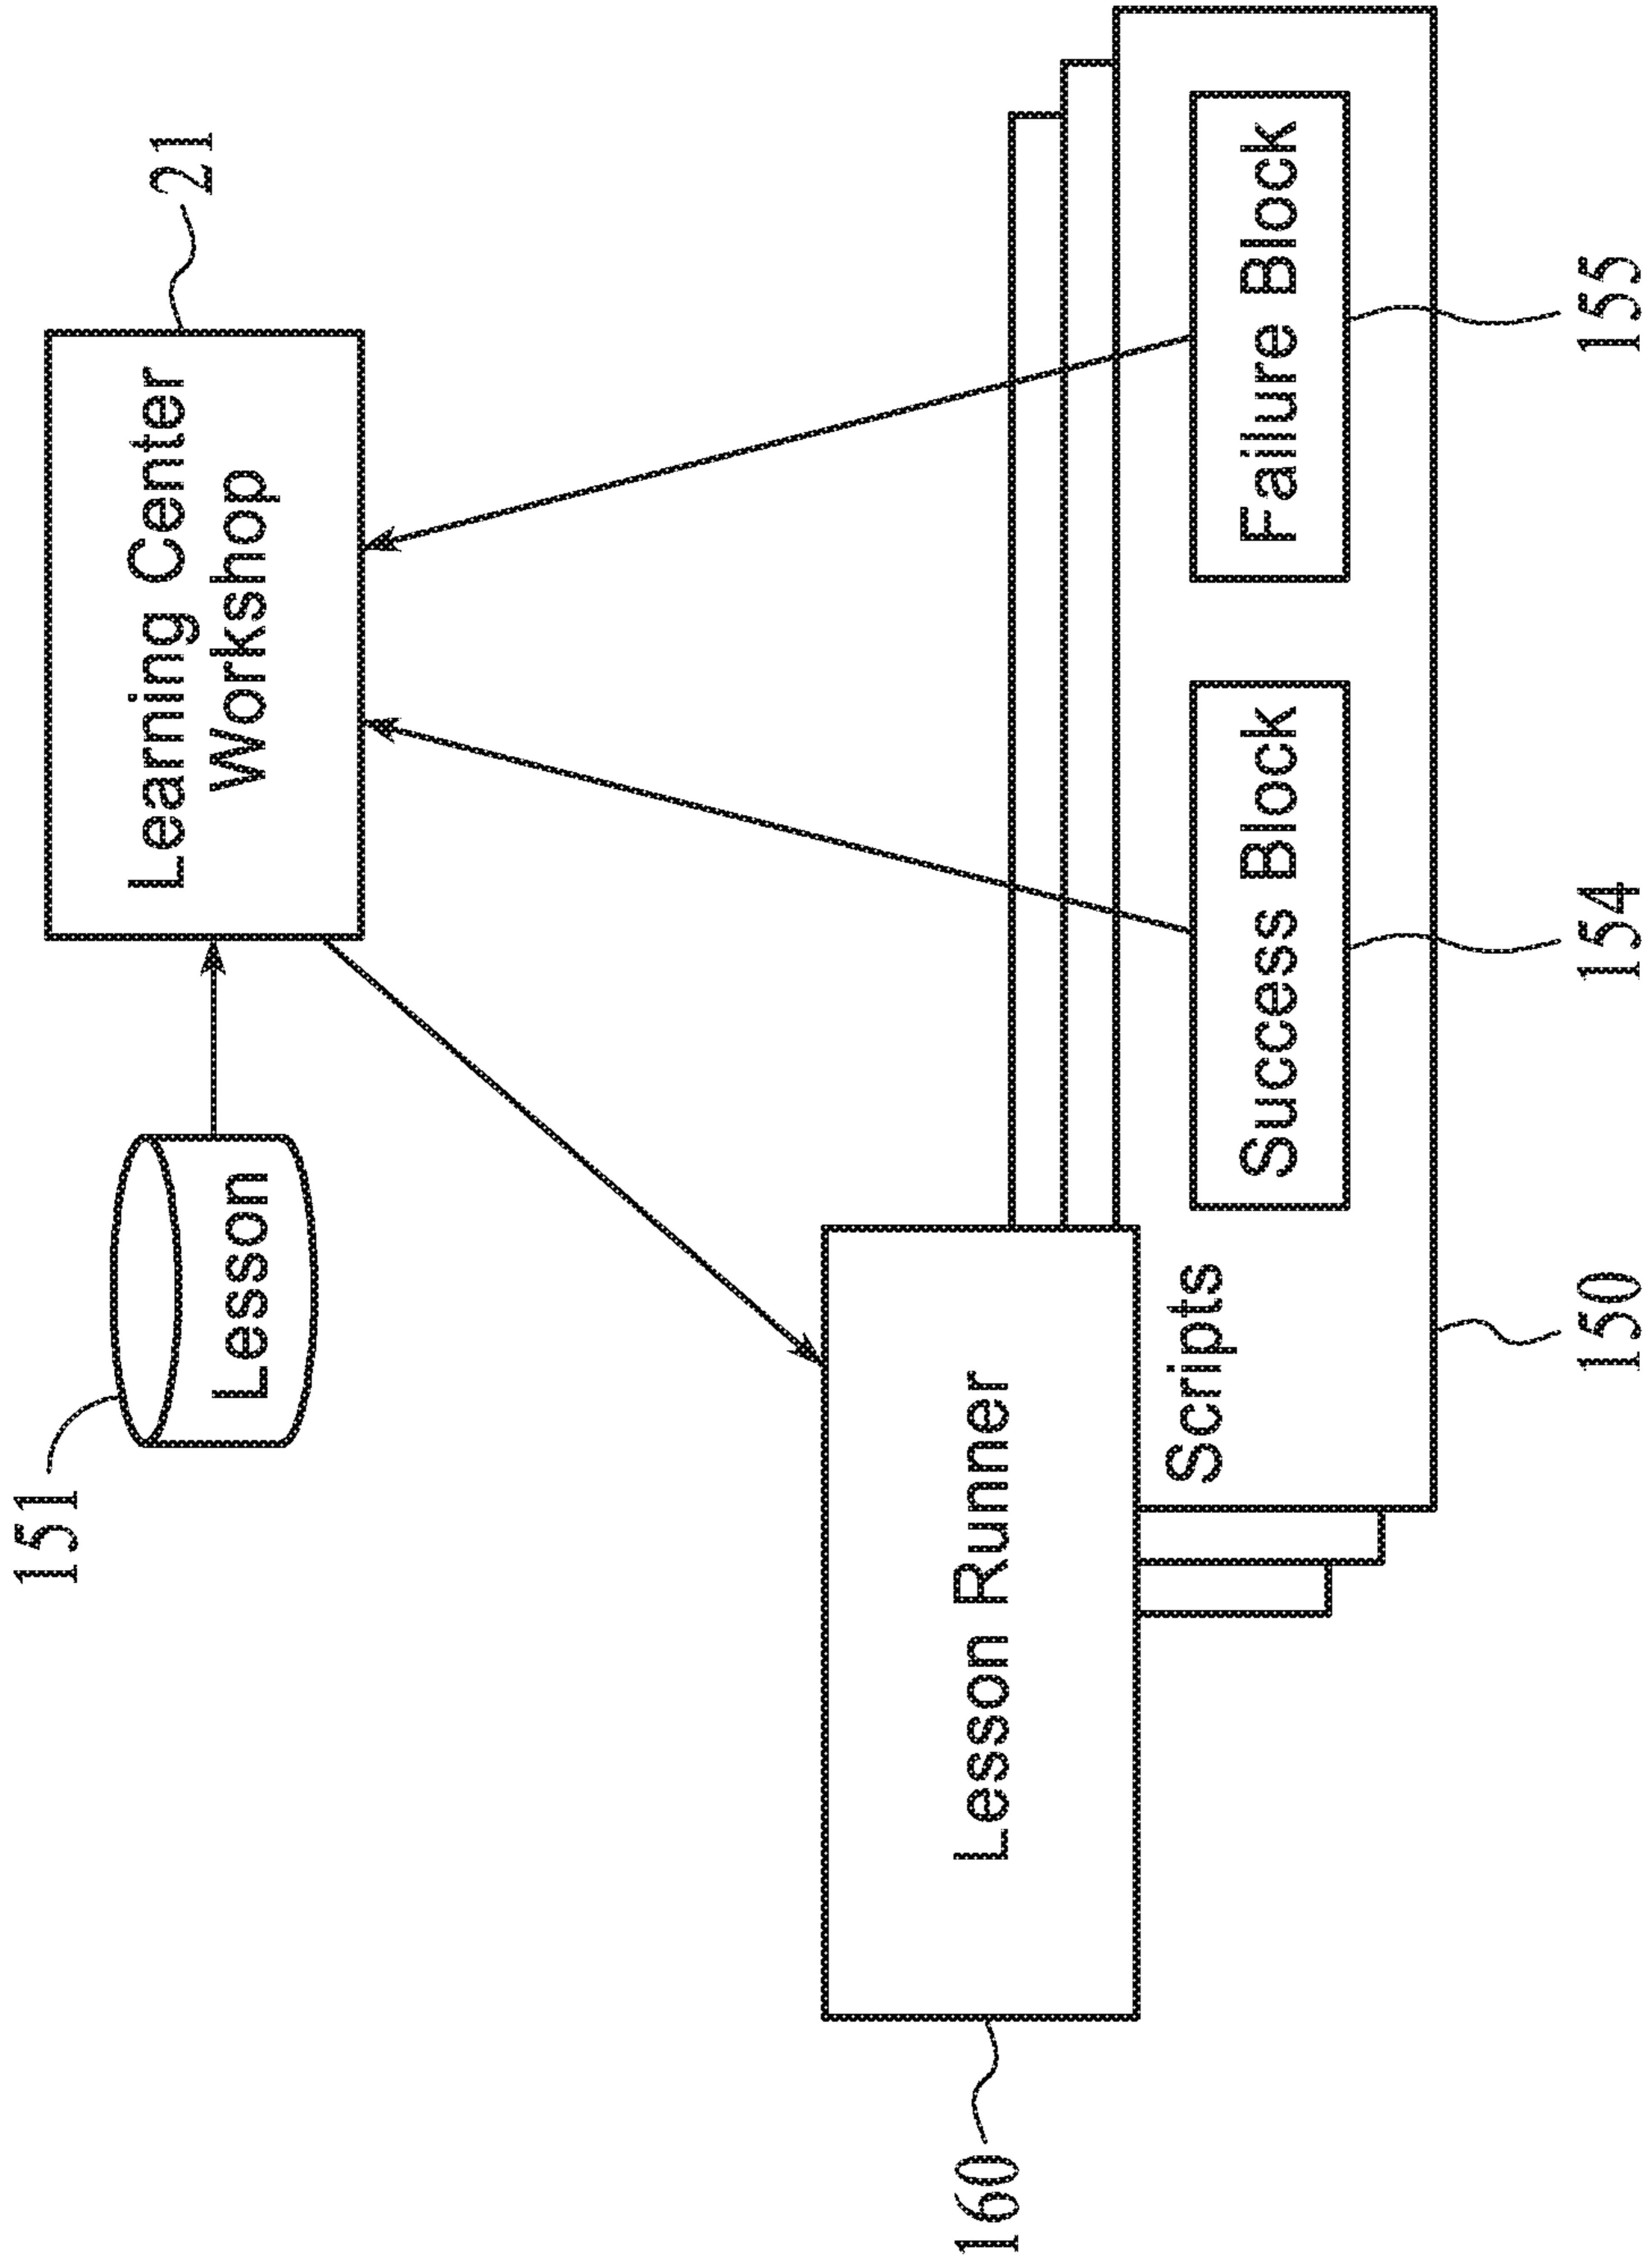 151
Lesson
Learning Center
Workshop
21
160
Lesson Runner
Scripts
Success Block
Failure Block
150
154
155